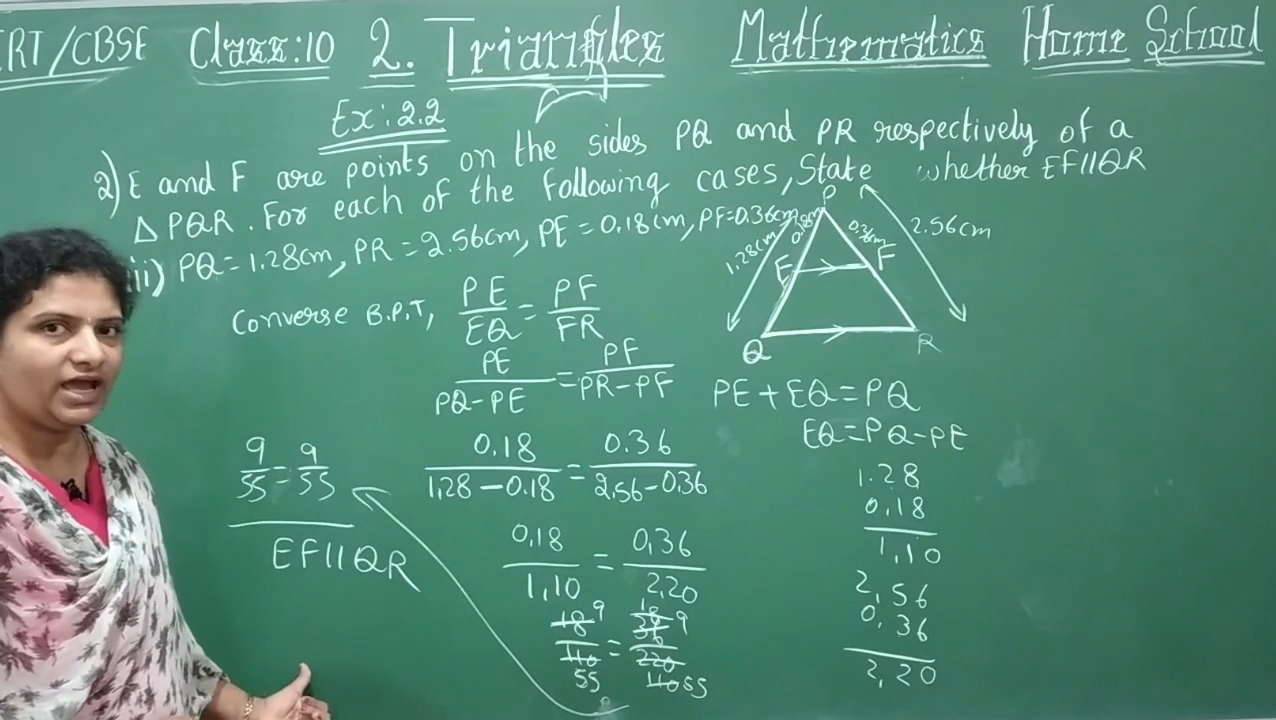 ERT/CBSE Class:10 2. Triangles Mathematics Home School
Ex: 2.2
2) E and F are points on the sides PQ and PR respectively of a
△ PQR. For each of the following cases, State whether EF||QR
iii) PQ = 1.28cm, PR = 2.56cm, PE = 0.18cm, PF=0.36cm
P
1.28cm 0.18cm 0.36cm 2.56cm
E F
Q R
Converse B.P.T, PE/EQ = PF/FR
PE/PQ-PE = PF/PR-PF
PE + EQ = PQ
EQ = PQ-PE
0.18/1.28-0.18 = 0.36/2.56-0.36
1.28
0.18
1,10
0,18/1,10 = 0,36/2,20
2,56
0,36
2,20
18 9/110 55 = 18 36 9/220 110 55
9/55 = 9/55
EF||QR